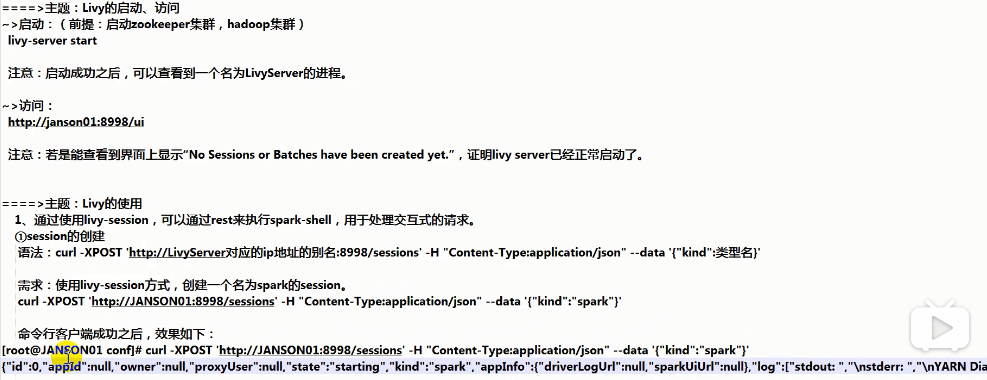 ====>主题：Livy的启动、访问
~>启动：（前提：启动zookeeper集群，hadoop集群）
livy-server start
注意：启动成功之后，可以查看到一个名为LivyServer的进程。
~>访问：
http://janson01:8998/ui
注意：若是能查看到界面上显示“No Sessions or Batches have been created yet.”，证明livy server已经正常启动了。
====>主题：Livy的使用
1、通过使用livy-session，可以通过rest来执行spark-shell，用于处理交互式的请求。
①session的创建
语法：curl -XPOST 'http://LivyServer对应的ip地址的别名:8998/sessions' -H "Content-Type:application/json" --data '{"kind":类型名}'
需求：使用livy-session方式，创建一个名为spark的session。
curl -XPOST 'http://JANSON01:8998/sessions' -H "Content-Type:application/json" --data '{"kind":"spark"}'
命令行客户端成功之后，效果如下：
[root@JANSON01 conf]# curl -XPOST 'http://JANSON01:8998/sessions' -H "Content-Type:application/json" --data '{"kind":"spark"}'
{"id":0,"appId":null,"owner":null,"proxyUser":null,"state":"starting","kind":"spark","appInfo":{"driverLogUrl":null,"sparkUiUrl":null},"log":["stdout: ","\nstderr: ","\nYARN Dia